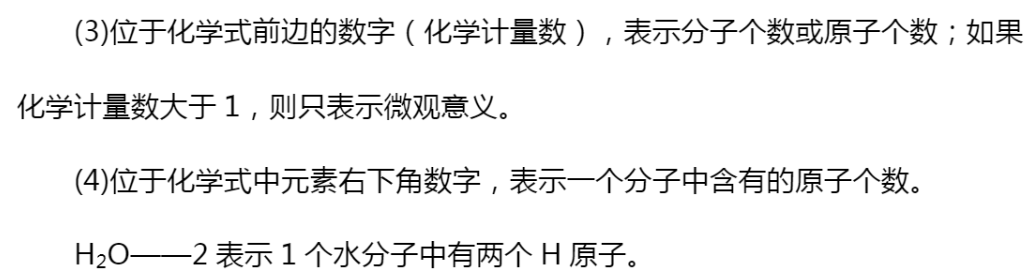 (3)位于化学式前边的数字（化学计量数），表示分子个数或原子个数；如果
化学计量数大于 1，则只表示微观意义。
(4)位于化学式中元素右下角数字，表示一个分子中含有的原子个数。
H₂O——2 表示 1 个水分子中有两个 H 原子。